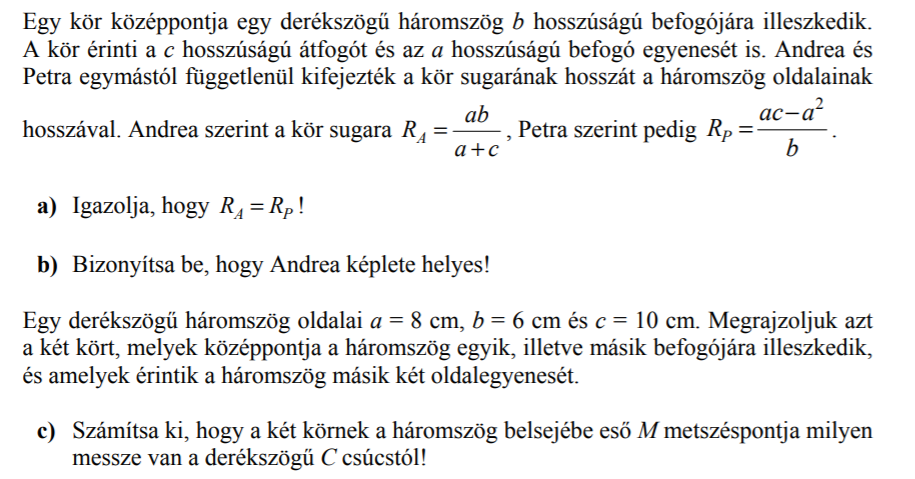 Egy kör középpontja egy derékszögű háromszög b hosszúságú befogójára illeszkedik.
A kör érinti a c hosszúságú átfogót és az a hosszúságú befogó egyenesét is. Andrea és
Petra egymástól függetlenül kifejezték a kör sugarának hosszát a háromszög oldalainak
hosszával. Andrea szerint a kör sugara R_A = ab/(a+c), Petra szerint pedig R_P = (ac−a²)/b.
a) Igazolja, hogy R_A = R_P!
b) Bizonyítsa be, hogy Andrea képlete helyes!
Egy derékszögű háromszög oldalai a = 8 cm, b = 6 cm és c = 10 cm. Megrajzoljuk azt
a két kört, melyek középpontja a háromszög egyik, illetve másik befogójára illeszkedik,
és amelyek érintik a háromszög másik két oldalegyenesét.
c) Számítsa ki, hogy a két körnek a háromszög belsejébe eső M metszéspontja milyen
messze van a derékszögű C csúcstól!